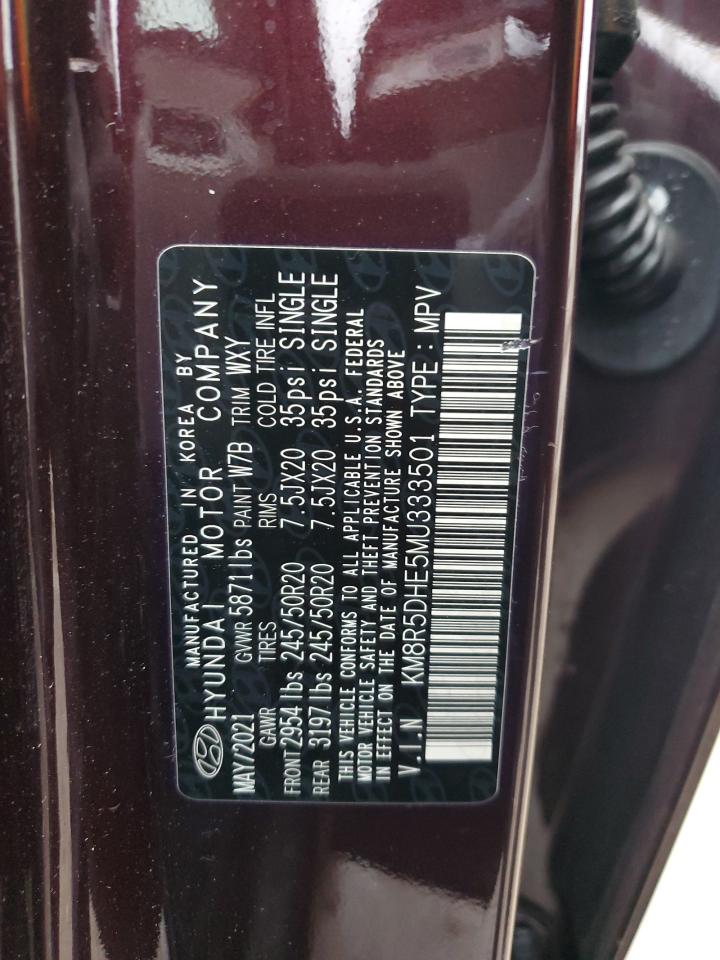 MANUFACTURED IN KOREA BY
HYUNDAI MOTOR COMPANY
MAY/2021 GVWR 5871 lbs PAINT W7B TRIM WXY
GAWR TIRES RIMS COLD TIRE INFL
FRONT 2954 lbs 245/50R20 7.5JX20 35psi SINGLE
REAR 3197 lbs 245/50R20 7.5JX20 35psi SINGLE
THIS VEHICLE CONFORMS TO ALL APPLICABLE U.S.A. FEDERAL
MOTOR VEHICLE SAFETY AND THEFT PREVENTION STANDARDS
IN EFFECT ON THE DATE OF MANUFACTURE SHOWN ABOVE
V.I.N KM8R5DHE5MU333501 TYPE : MPV